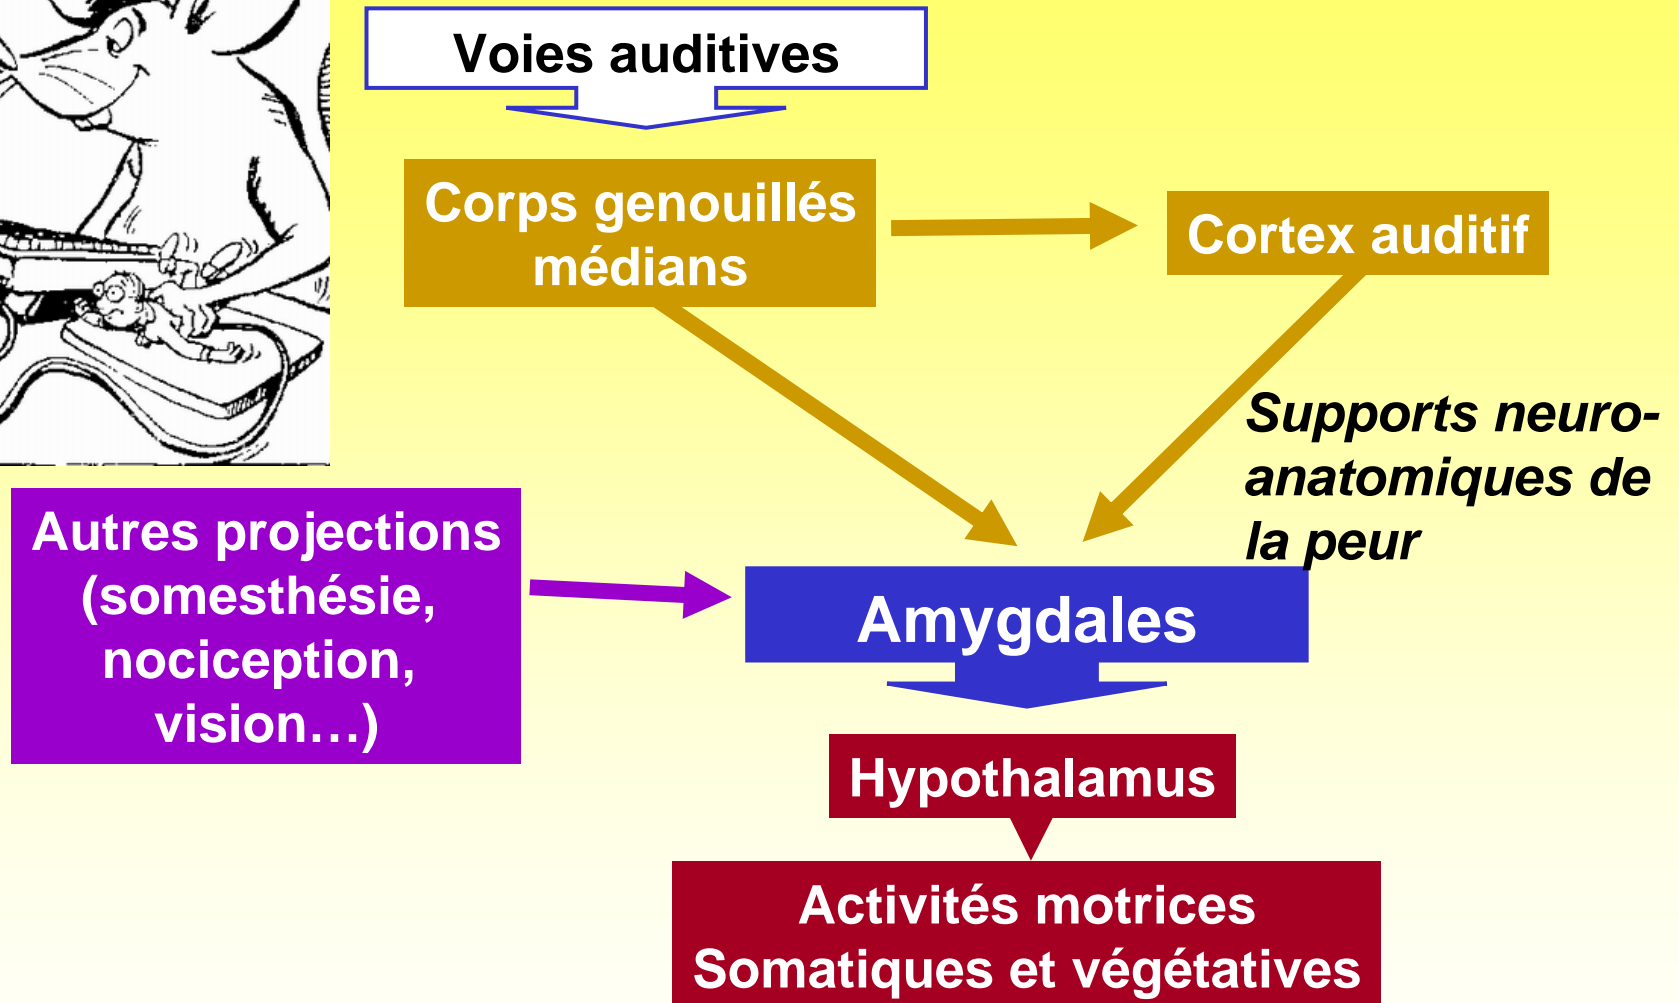 Voies auditives
Corps genouillés
médians
Cortex auditif
Supports neuro-
anatomiques de
la peur
Autres projections
(somesthésie,
nociception,
vision…)
Amygdales
Hypothalamus
Activités motrices
Somatiques et végétatives